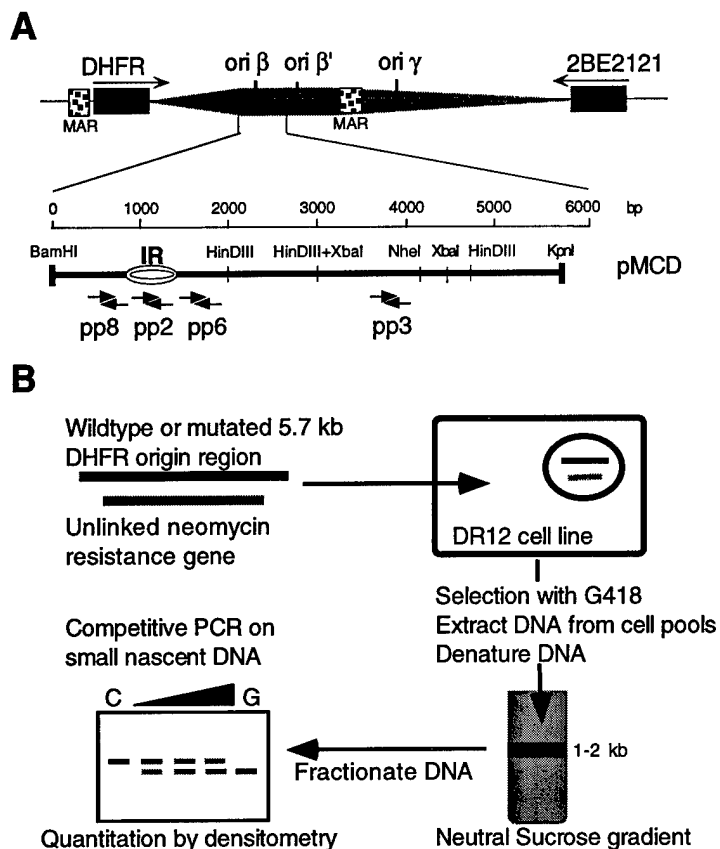 A
DHFR
ori β
ori β'
ori γ
2BE2121
MAR
MAR
0 1000 2000 3000 4000 5000 6000 bp
BamHI
IR
HinDIII
HinDIII+XbaI
NheI
XbaI
HinDIII
KpnI
pMCD
pp8
pp2
pp6
pp3
B
Wildtype or mutated 5.7 kb
DHFR origin region
Unlinked neomycin
resistance gene
DR12 cell line
Selection with G418
Extract DNA from cell pools
Denature DNA
Competitive PCR on
small nascent DNA
C G
1-2 kb
Fractionate DNA
Quantitation by densitometry
Neutral Sucrose gradient